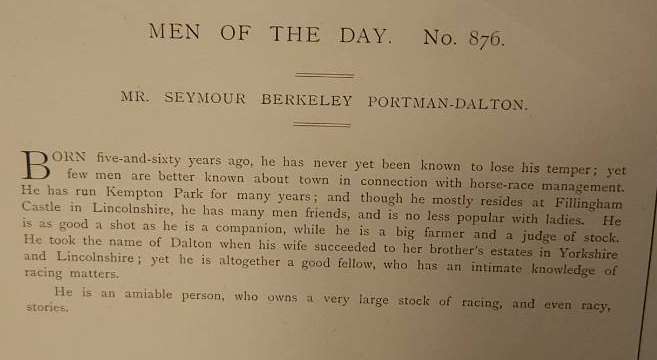 MEN OF THE DAY. No. 876.
MR. SEYMOUR BERKELEY PORTMAN-DALTON.
BORN five-and-sixty years ago, he has never yet been known to lose his temper; yet
few men are better known about town in connection with horse-race management.
He has run Kempton Park for many years; and though he mostly resides at Fillingham
Castle in Lincolnshire, he has many men friends, and is no less popular with ladies. He
is as good a shot as he is a companion, while he is a big farmer and a judge of stock.
He took the name of Dalton when his wife succeeded to her brother's estates in Yorkshire
and Lincolnshire; yet he is altogether a good fellow, who has an intimate knowledge of
racing matters.
He is an amiable person, who owns a very large stock of racing, and even racy,
stories.